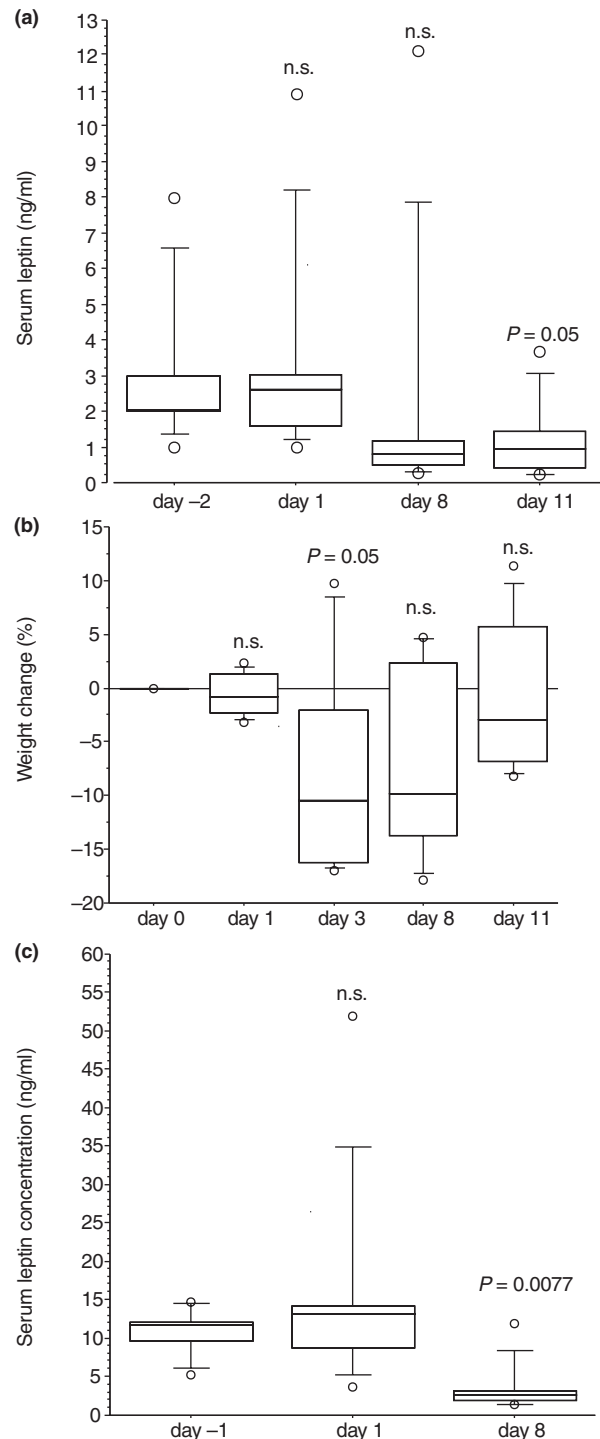 (a)
Serum leptin (ng/ml)
13
12
11
10
9
8
7
6
5
4
3
2
1
0
n.s.
n.s.
P = 0.05
day –2 day 1 day 8 day 11
(b)
Weight change (%)
15
10
5
0
–5
–10
–15
–20
n.s.
P = 0.05
n.s.
n.s.
day 0 day 1 day 3 day 8 day 11
(c)
Serum leptin concentration (ng/ml)
60
55
50
45
40
35
30
25
20
15
10
5
0
n.s.
P = 0.0077
day –1 day 1 day 8